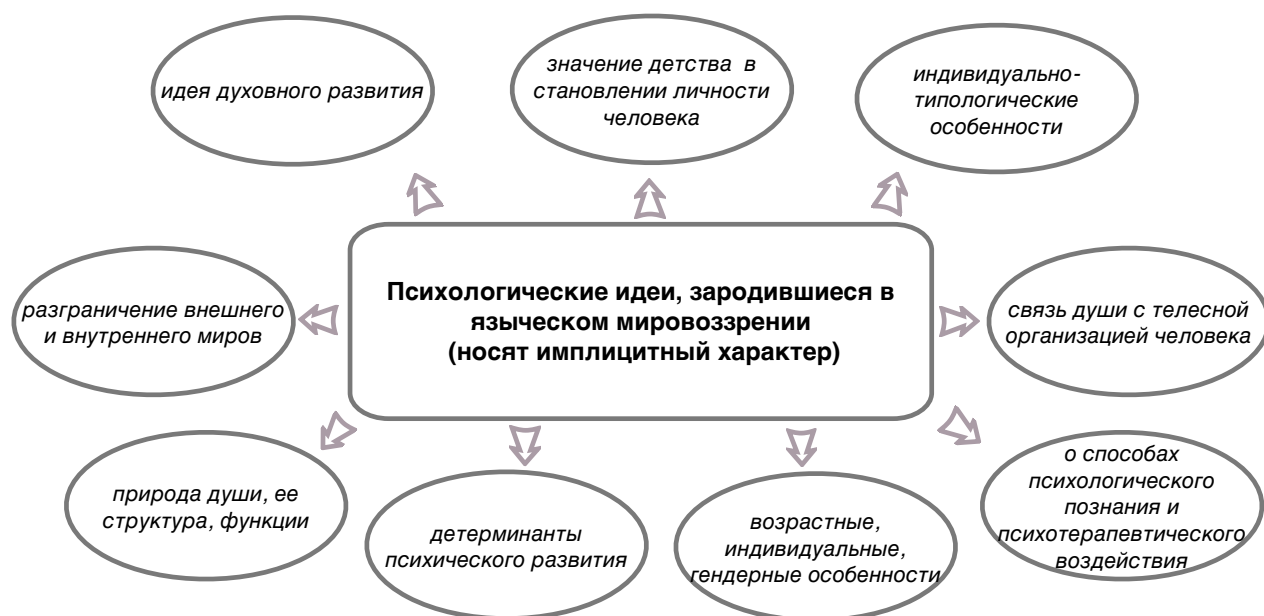 идея духовного развития
значение детства в
становлении личности
человека
индивидуально-
типологические
особенности
разграничение внешнего
и внутреннего миров
Психологические идеи, зародившиеся в
языческом мировоззрении
(носят имплицитный характер)
связь души с телесной
организацией человека
природа души, ее
структура, функции
детерминанты
психического развития
возрастные,
индивидуальные,
гендерные особенности
о способах
психологического
познания и
психотерапевтического
воздействия